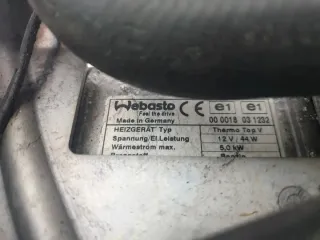 Webasto CE e1 e1
Feel the drive
Made in Germany 00 0018 03 1232
HEIZGERÄT Typ Thermo Top V
Spannung/El.Leistung 12 V / 44 W
Wärmestrom max. 5,0 kW